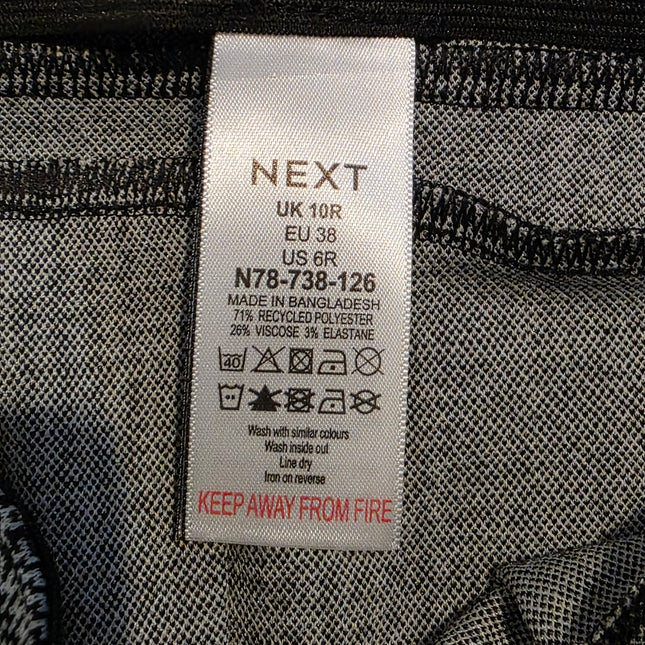 NEXT
UK 10R
EU 38
US 6R
N78-738-126
MADE IN BANGLADESH
71% RECYCLED POLYESTER
26% VISCOSE 3% ELASTANE
40
Wash with similar colours
Wash inside out
Line dry
Iron on reverse
KEEP AWAY FROM FIRE